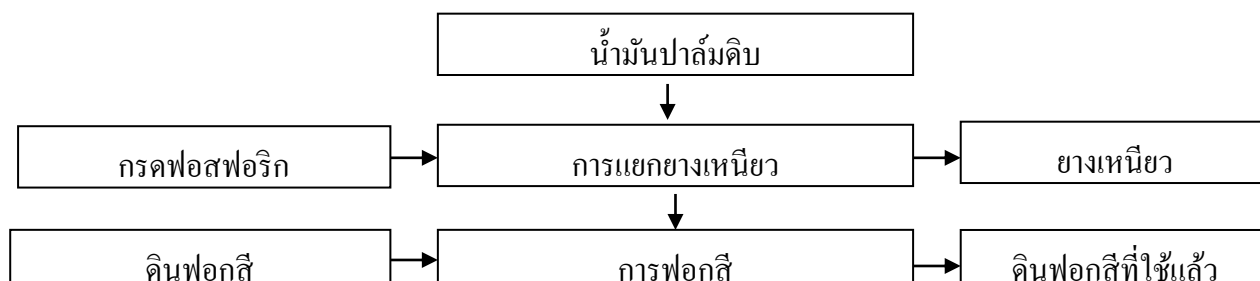 น้ำมันปาล์มดิบ
กรดฟอสฟอริก การแยกยางเหนียว ยางเหนียว
ดินฟอกสี การฟอกสี ดินฟอกสีที่ใช้แล้ว